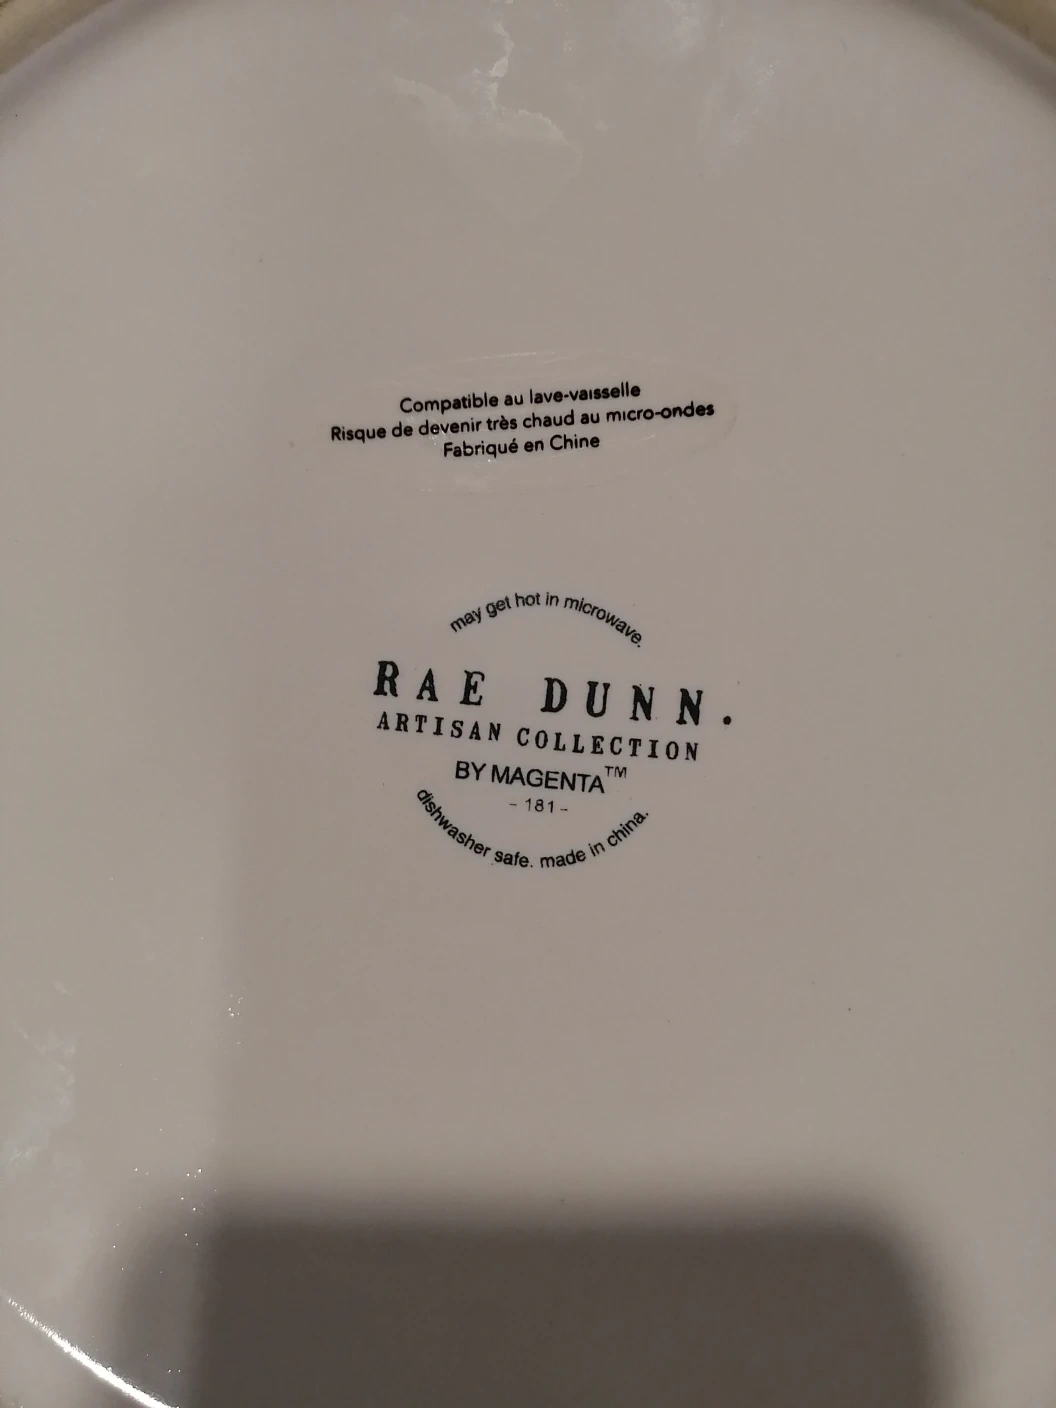 Compatible au lave-vaisselle
Risque de devenir très chaud au micro-ondes
Fabriqué en Chine
may get hot in microwave.
RAE DUNN.
ARTISAN COLLECTION
BY MAGENTA™
- 181 -
dishwasher safe. made in china.